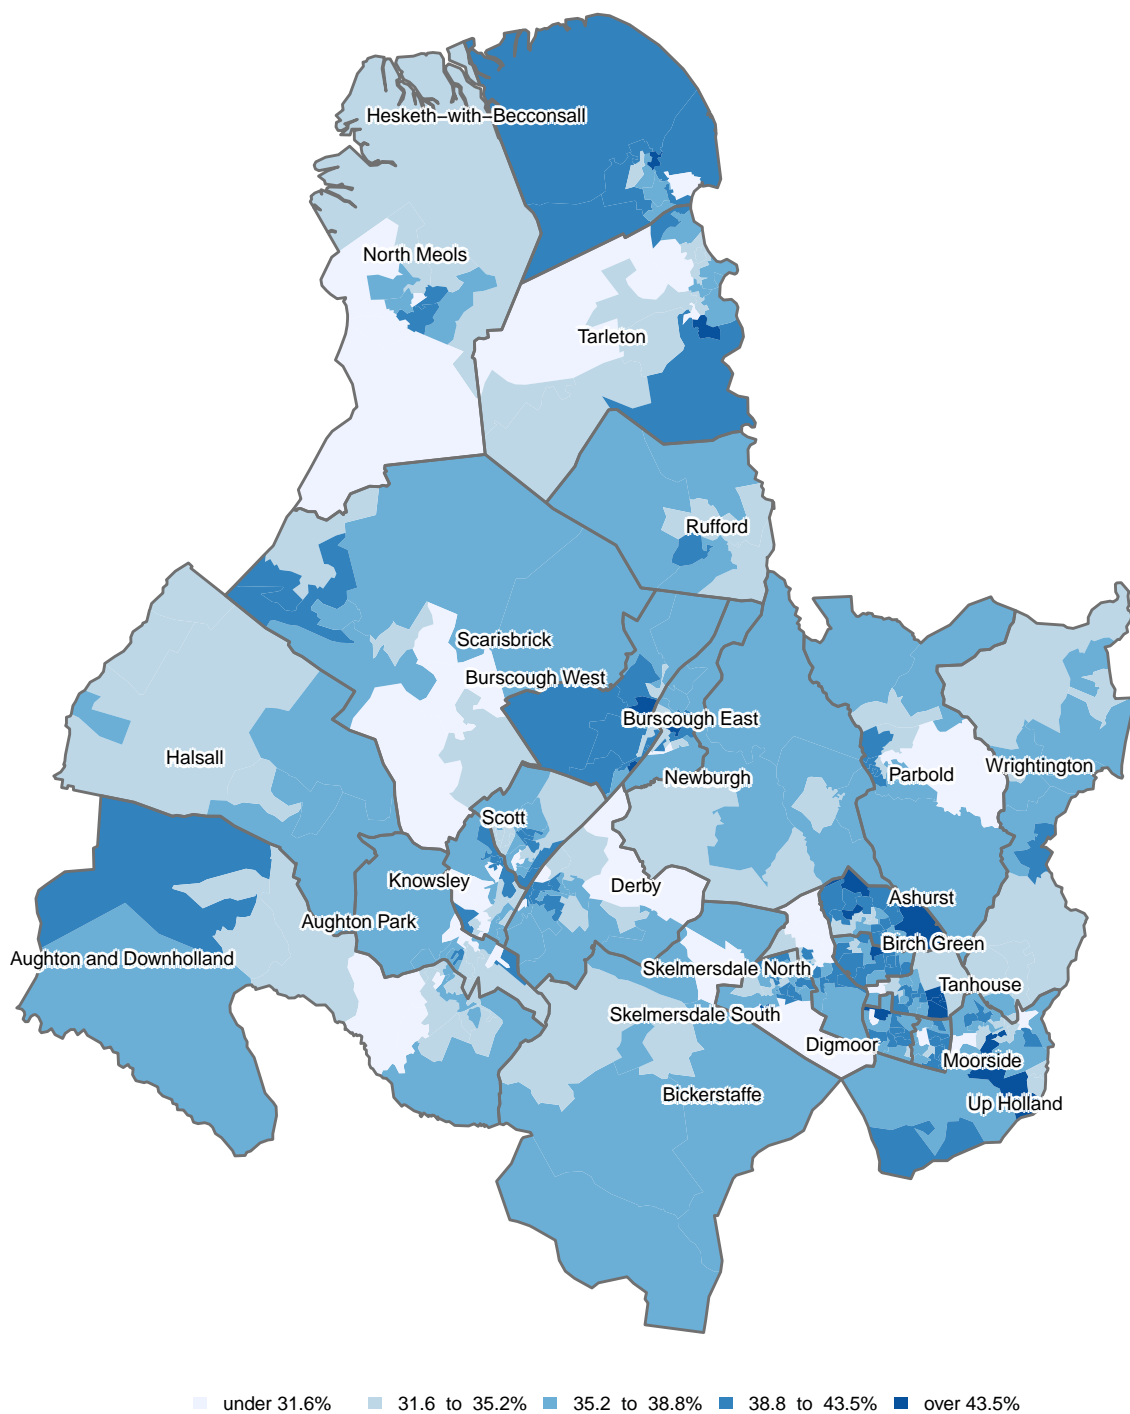 Hesketh−with−Becconsall
North Meols
Tarleton
Rufford
Scarisbrick
Burscough West
Burscough East
Halsall
Newburgh
Parbold
Wrightington
Scott
Knowsley
Derby
Ashurst
Aughton Park
Birch Green
Aughton and Downholland
Skelmersdale North
Tanhouse
Skelmersdale South
Digmoor
Moorside
Bickerstaffe
Up Holland
under 31.6% 31.6 to 35.2% 35.2 to 38.8% 38.8 to 43.5% over 43.5%